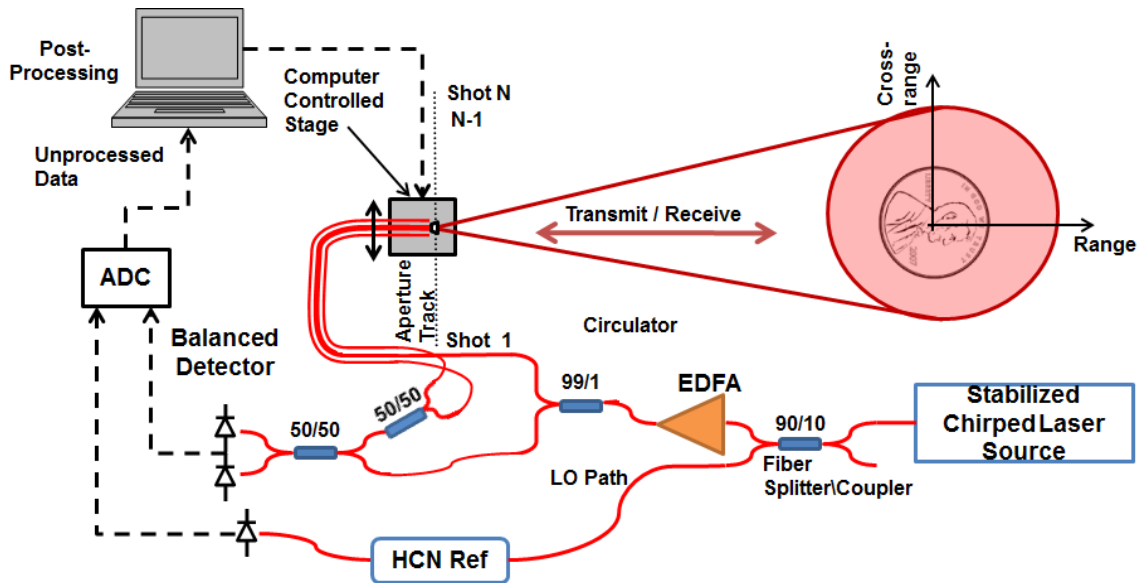 Post-
Processing
Computer
Controlled
Stage
Shot N
N-1
Cross-
range
Unprocessed
Data
Transmit / Receive
Range
2007
ADC
Aperture
Track
Shot 1
Circulator
Balanced
Detector
50/50
50/50
99/1
EDFA
90/10
Stabilized
Chirped Laser
Source
LO Path
Fiber
Splitter\Coupler
HCN Ref